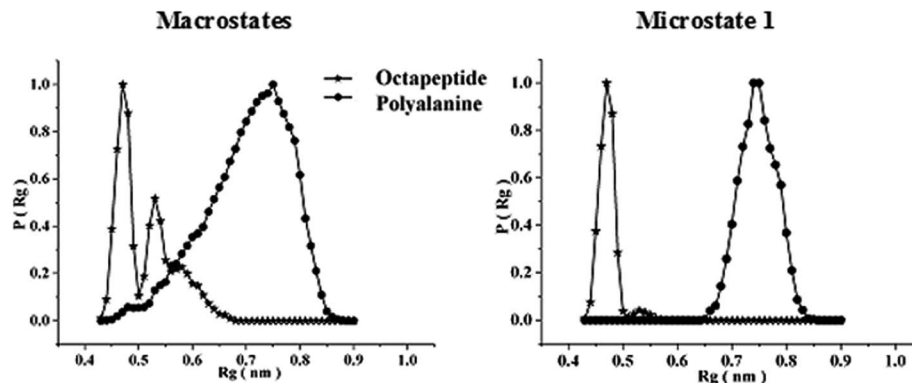 Macrostates
Microstate 1
Octapeptide
Polyalanine
P ( Rg )
1.0
0.8
0.6
0.4
0.2
0.0
0.4 0.5 0.6 0.7 0.8 0.9 1.0
Rg ( nm )
P ( Rg )
1.0
0.8
0.6
0.4
0.2
0.0
0.4 0.5 0.6 0.7 0.8 0.9 1.0
Rg ( nm )